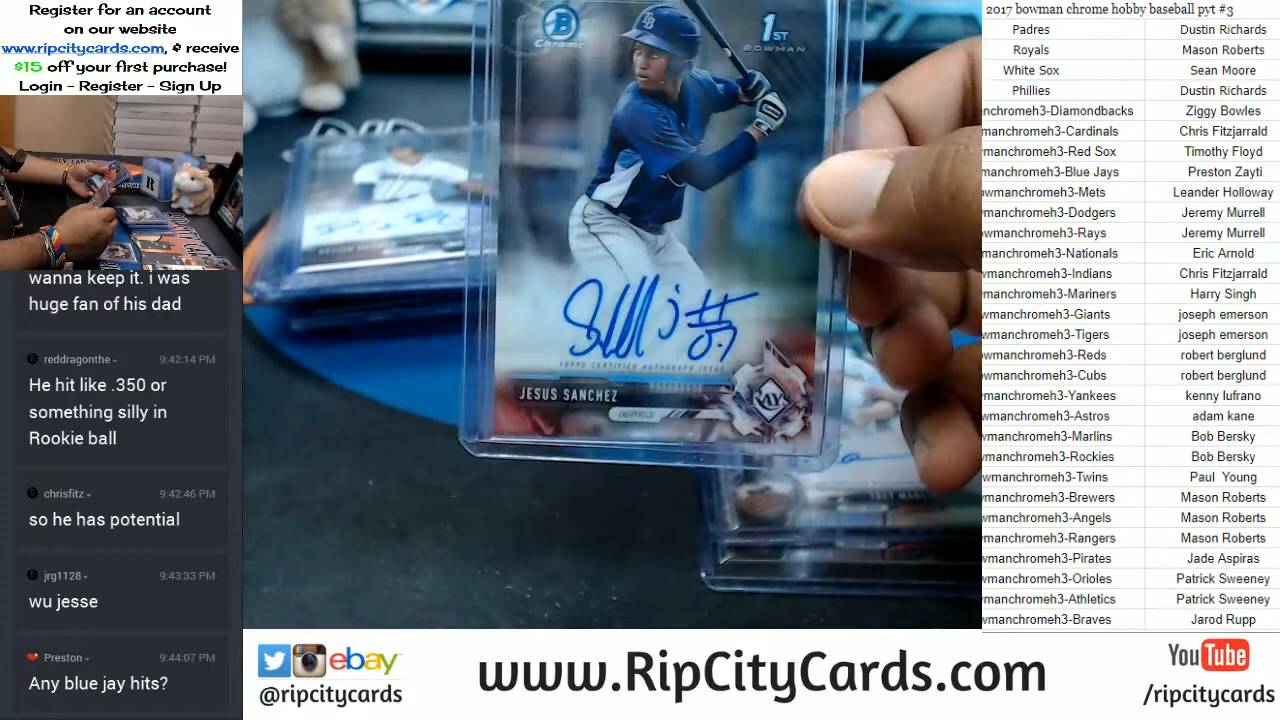 Register for an account
on our website
www.ripcitycards.com, & receive
$15 off your first purchase!
Login - Register - Sign Up
wanna keep it. i was
huge fan of his dad
reddragonthe 9:42:14 PM
He hit like .350 or
something silly in
Rookie ball
chrisfitz 9:42:46 PM
so he has potential
jrg1128 9:43:33 PM
wu jesse
Preston 9:44:07 PM
Any blue jay hits?
B
Chrome
1ST
BOWMAN
TOPPS CERTIFIED AUTOGRAPH ISSUE
JESUS SANCHEZ
OUTFIELD
RAYS
2017 bowman chrome hobby baseball pyt #3
Padres Dustin Richards
Royals Mason Roberts
White Sox Sean Moore
Phillies Dustin Richards
nchromeh3-Diamondbacks Ziggy Bowles
manchromeh3-Cardinals Chris Fitzjarrald
wmanchromeh3-Red Sox Timothy Floyd
wmanchromeh3-Blue Jays Preston Zayti
owmanchromeh3-Mets Leander Holloway
wmanchromeh3-Dodgers Jeremy Murrell
owmanchromeh3-Rays Jeremy Murrell
manchromeh3-Nationals Eric Arnold
wmanchromeh3-Indians Chris Fitzjarrald
wmanchromeh3-Mariners Harry Singh
wmanchromeh3-Giants joseph emerson
wmanchromeh3-Tigers joseph emerson
owmanchromeh3-Reds robert berglund
wmanchromeh3-Cubs robert berglund
wmanchromeh3-Yankees kenny lufrano
wmanchromeh3-Astros adam kane
wmanchromeh3-Marlins Bob Bersky
wmanchromeh3-Rockies Bob Bersky
wmanchromeh3-Twins Paul Young
wmanchromeh3-Brewers Mason Roberts
wmanchromeh3-Angels Mason Roberts
wmanchromeh3-Rangers Mason Roberts
wmanchromeh3-Pirates Jade Aspiras
wmanchromeh3-Orioles Patrick Sweeney
wmanchromeh3-Athletics Patrick Sweeney
wmanchromeh3-Braves Jarod Rupp
ebay
@ripcitycards
www.RipCityCards.com
YouTube
/ripcitycards